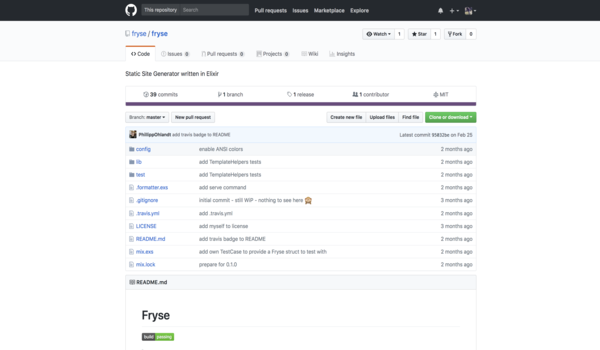 This repository Search Pull requests Issues Marketplace Explore
fryse / fryse Watch 1 Star 1 Fork 0
Code Issues 0 Pull requests 0 Projects 0 Wiki Insights
Static Site Generator written in Elixir
39 commits 1 branch 1 release 1 contributor MIT
Branch: master New pull request Create new file Upload files Find file Clone or download
PhilippOhlandt add travis badge to README Latest commit on Feb 25
config enable ANSI colors 2 months ago
lib add TemplateHelpers tests 2 months ago
test add TemplateHelpers tests 2 months ago
.formatter.exs add serve command 2 months ago
.gitignore initial commit - still WIP - nothing to see here 3 months ago
.travis.yml add .travis.yml 2 months ago
LICENSE add myself to license 3 months ago
README.md add travis badge to README 2 months ago
mix.exs add own TestCase to provide a Fryse struct to test with 2 months ago
mix.lock prepare for 0.1.0 2 months ago
README.md
Fryse
build passing